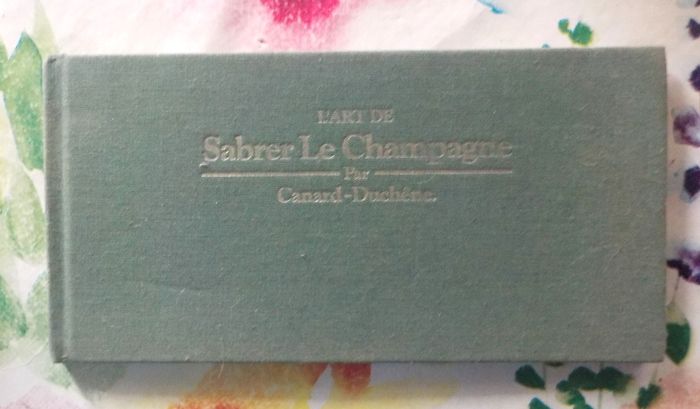 L'ART DE
Sabrer Le Champagne
Par
Canard-Duchêne.